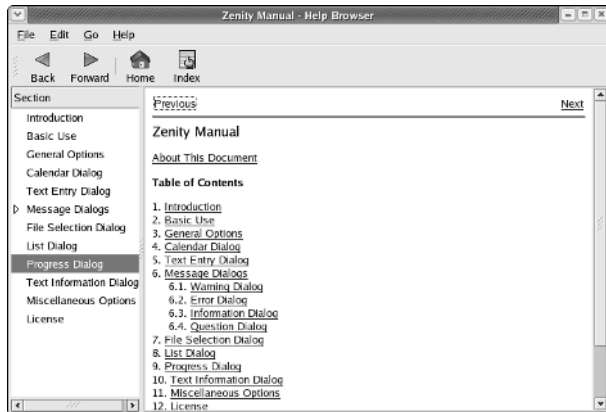 Zenity Manual - Help Browser
File Edit Go Help
Back Forward Home Index
Section
Introduction
Basic Use
General Options
Calendar Dialog
Text Entry Dialog
Message Dialogs
File Selection Dialog
List Dialog
Progress Dialog
Text Information Dialog
Miscellaneous Options
License
Previous
Next
Zenity Manual
About This Document
Table of Contents
1. Introduction
2. Basic Use
3. General Options
4. Calendar Dialog
5. Text Entry Dialog
6. Message Dialogs
6.1. Warning Dialog
6.2. Error Dialog
6.3. Information Dialog
6.4. Question Dialog
7. File Selection Dialog
8. List Dialog
9. Progress Dialog
10. Text Information Dialog
11. Miscellaneous Options
12. License